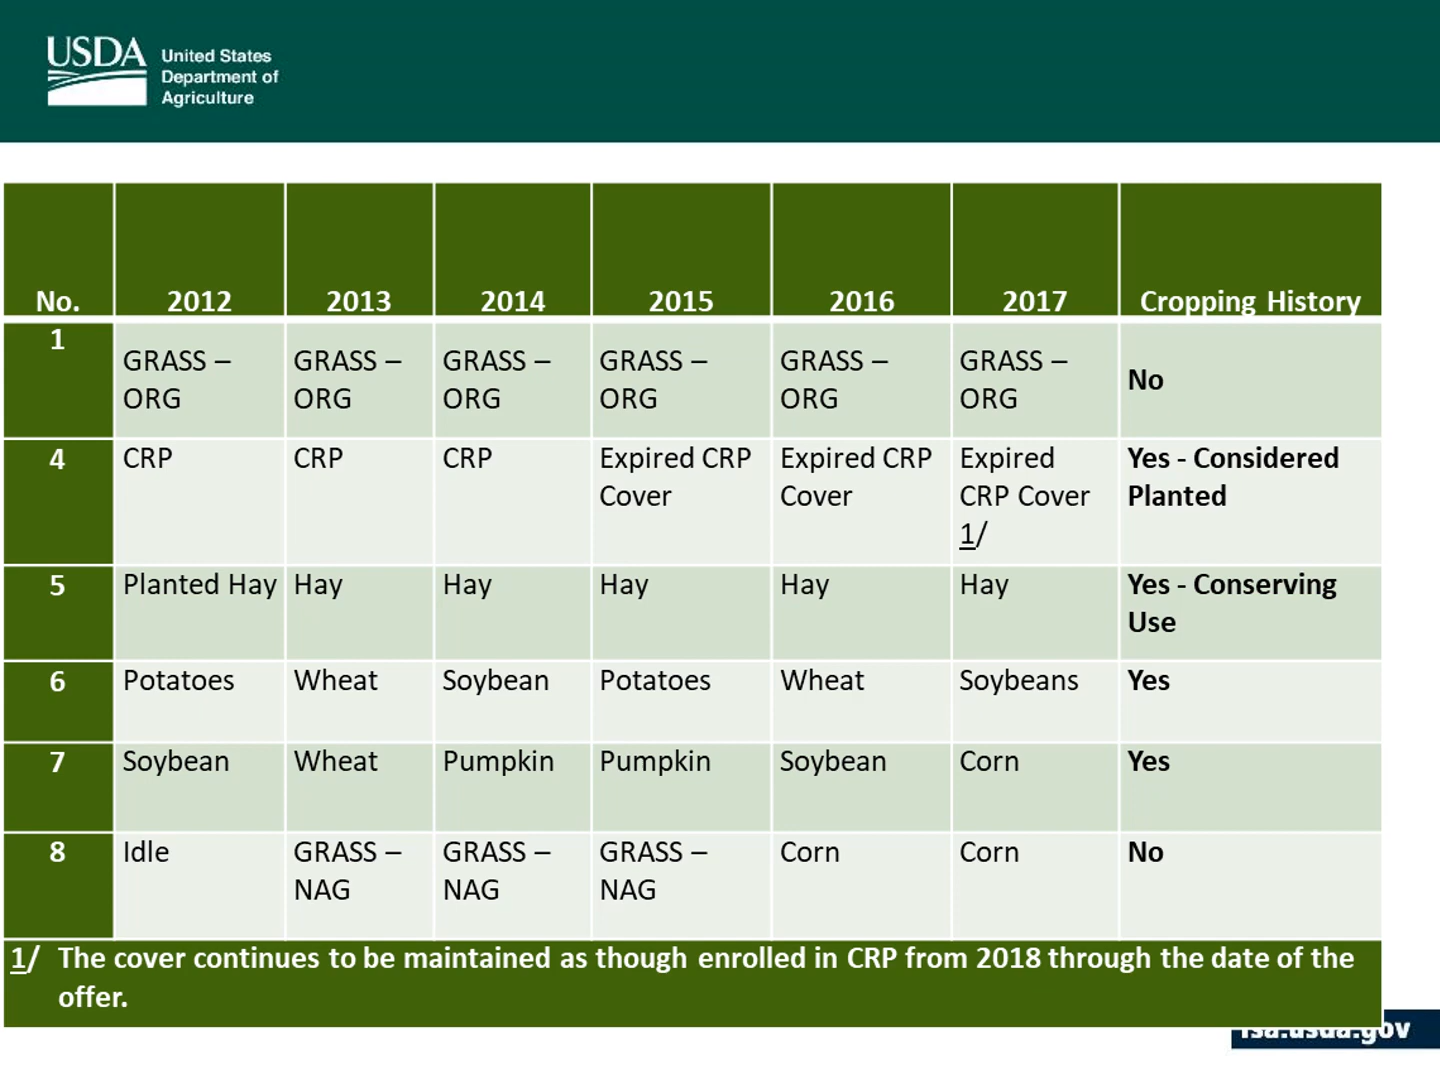 USDA
United States
Department of
Agriculture
No. 2012 2013 2014 2015 2016 2017 Cropping History
1 GRASS – ORG GRASS – ORG GRASS – ORG GRASS – ORG GRASS – ORG GRASS – ORG No
4 CRP CRP CRP Expired CRP Cover Expired CRP Cover Expired CRP Cover 1/ Yes - Considered Planted
5 Planted Hay Hay Hay Hay Hay Hay Yes - Conserving Use
6 Potatoes Wheat Soybean Potatoes Wheat Soybeans Yes
7 Soybean Wheat Pumpkin Pumpkin Soybean Corn Yes
8 Idle GRASS – NAG GRASS – NAG GRASS – NAG Corn Corn No
1/ The cover continues to be maintained as though enrolled in CRP from 2018 through the date of the
offer.
fsa.usda.gov